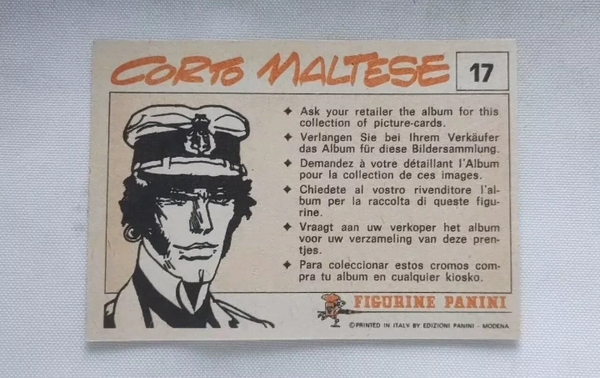 CORTO MALTESE 17
✦ Ask your retailer the album for this
collection of picture-cards.
✦ Verlangen Sie bei Ihrem Verkäufer
das Album für diese Bildersammlung.
✦ Demandez à votre détaillant l'Album
pour la collection de ces images.
✦ Chiedete al vostro rivenditore l'al-
bum per la raccolta di queste figu-
rine.
✦ Vraagt aan uw verkoper het album
voor uw verzameling van deze pren-
tjes.
✦ Para coleccionar estos cromos com-
pra tu album en cualquier kiosko.
FIGURINE PANINI
©PRINTED IN ITALY BY EDIZIONI PANINI - MODENA